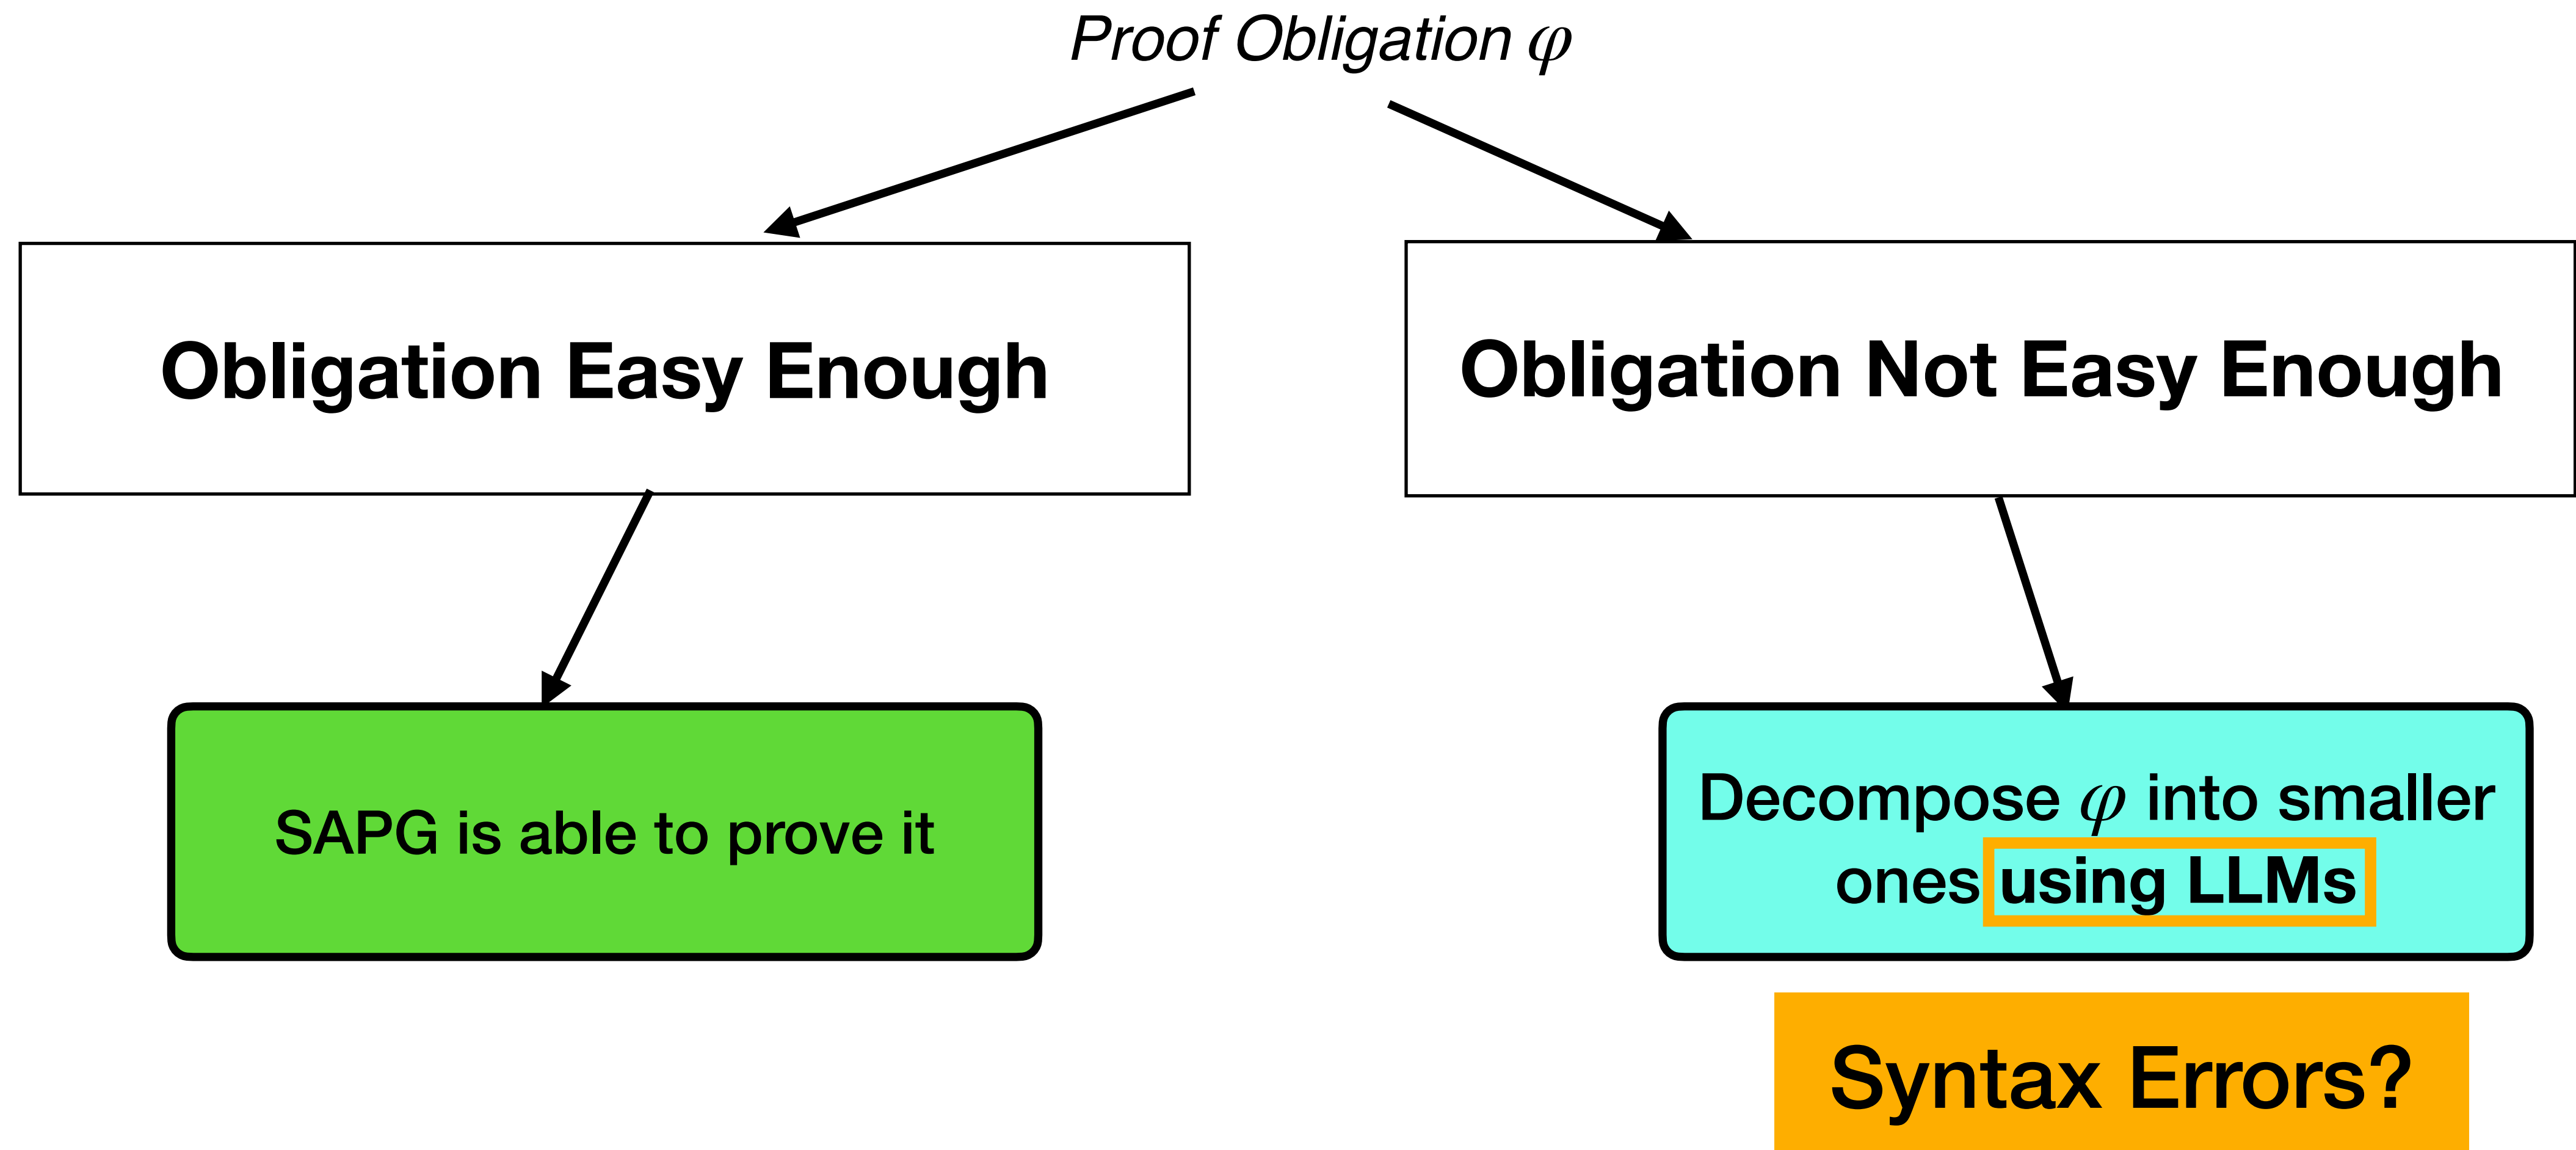 Proof Obligation φ
Obligation Easy Enough
Obligation Not Easy Enough
SAPG is able to prove it
Decompose φ into smaller
ones using LLMs
Syntax Errors?